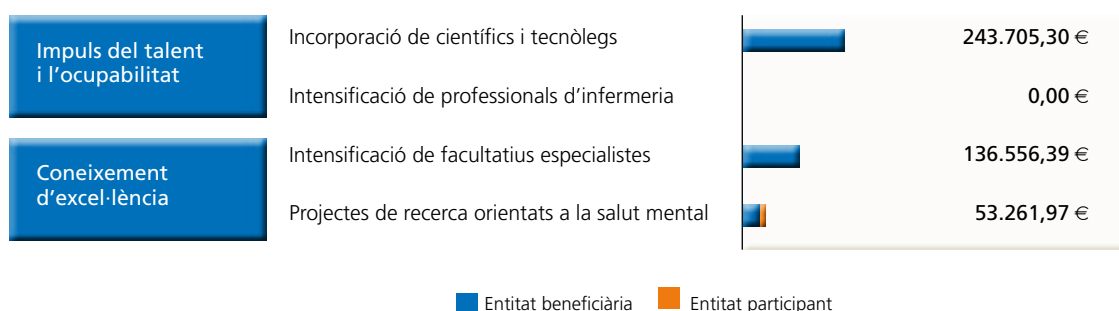 Impuls del talent
i l'ocupabilitat
Incorporació de científics i tecnòlegs
243.705,30 €
Intensificació de professionals d'infermeria
0,00 €
Coneixement
d'excel·lència
Intensificació de facultatius especialistes
136.556,39 €
Projectes de recerca orientats a la salut mental
53.261,97 €
Entitat beneficiària
Entitat participant